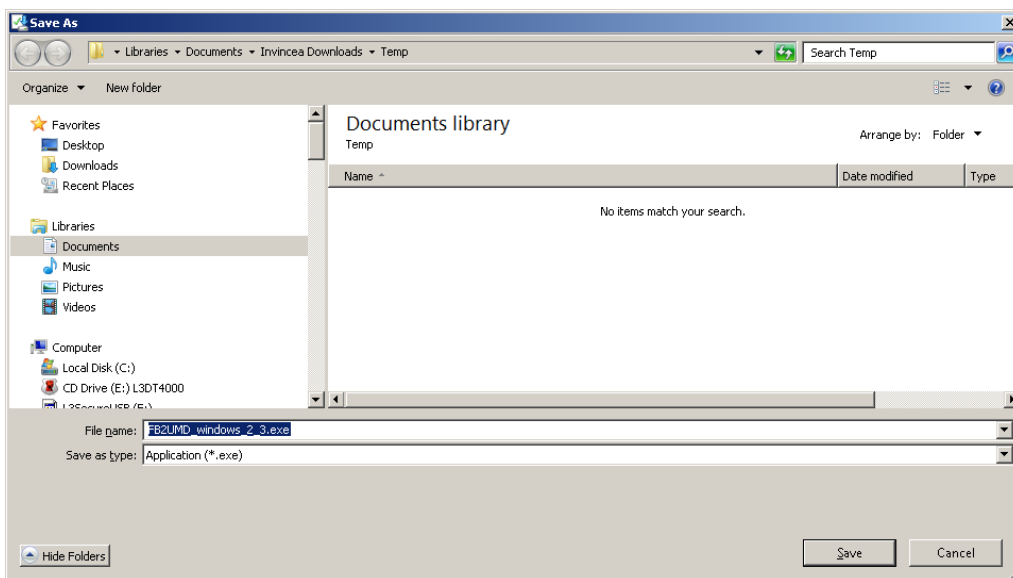 Save As
Libraries Documents Invincea Downloads Temp
Search Temp
Organize New folder
Favorites
Desktop
Downloads
Recent Places
Libraries
Documents
Music
Pictures
Videos
Computer
Local Disk (C:)
CD Drive (E:) L3DT4000
Documents library
Temp
Arrange by: Folder
Name Date modified Type
No items match your search.
File name: FB2UMD_windows_2_3.exe
Save as type: Application (*.exe)
Hide Folders
Save Cancel